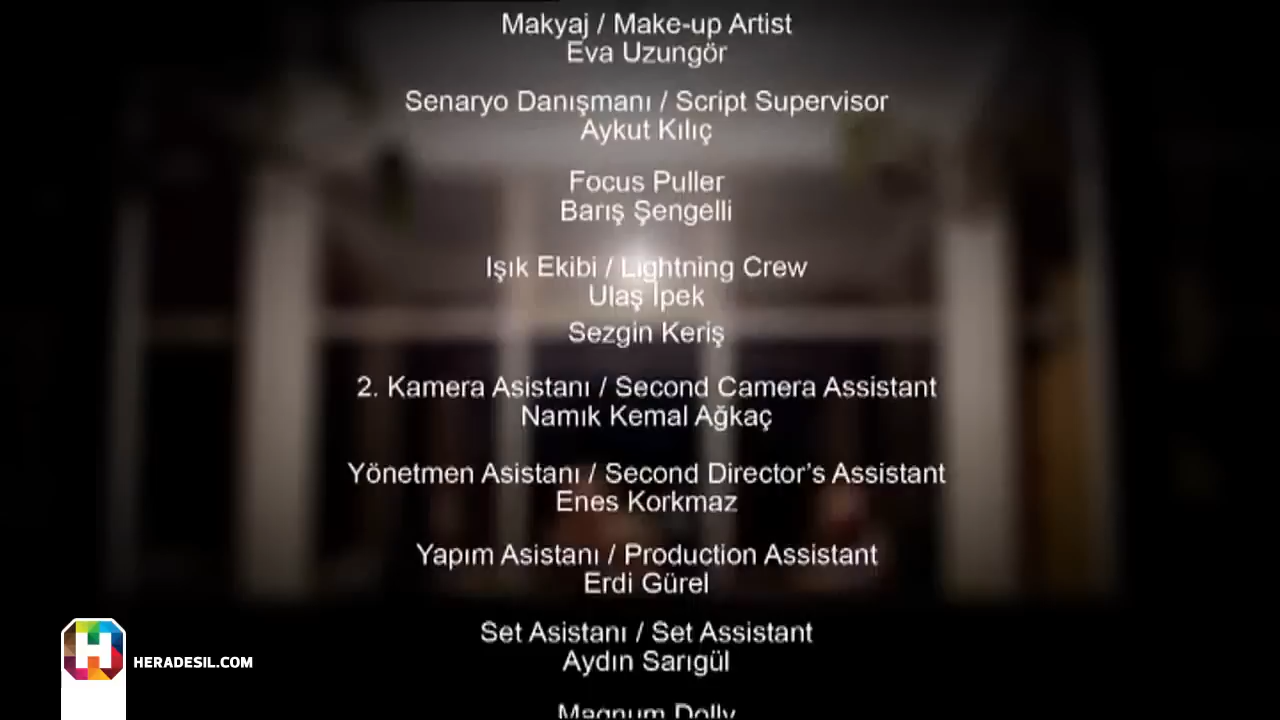 Makyaj / Make-up Artist
Eva Uzungör
Senaryo Danışmanı / Script Supervisor
Aykut Kılıç
Focus Puller
Barış Şengelli
Işık Ekibi / Lightning Crew
Ulaş İpek
Sezgin Keriş
2. Kamera Asistanı / Second Camera Assistant
Namık Kemal Ağkaç
Yönetmen Asistanı / Second Director’s Assistant
Enes Korkmaz
Yapım Asistanı / Production Assistant
Erdi Gürel
Set Asistanı / Set Assistant
Aydın Sarıgül
H HERADESIL.COM
Magnum Dolly